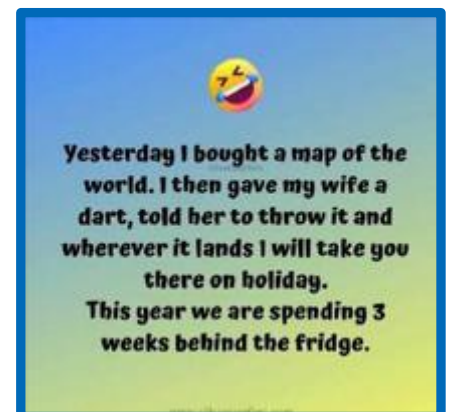 Yesterday I bought a map of the
world. I then gave my wife a
dart, told her to throw it and
wherever it lands I will take you
there on holiday.
This year we are spending 3
weeks behind the fridge.